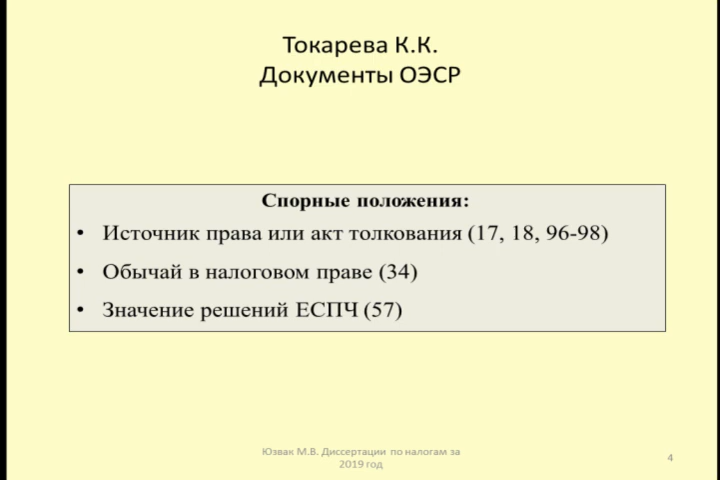 Токарева К.К.
Документы ОЭСР
Спорные положения:
• Источник права или акт толкования (17, 18, 96-98)
• Обычай в налоговом праве (34)
• Значение решений ЕСПЧ (57)
Юзвак М.В. Диссертации по налогам за
2019 год
4